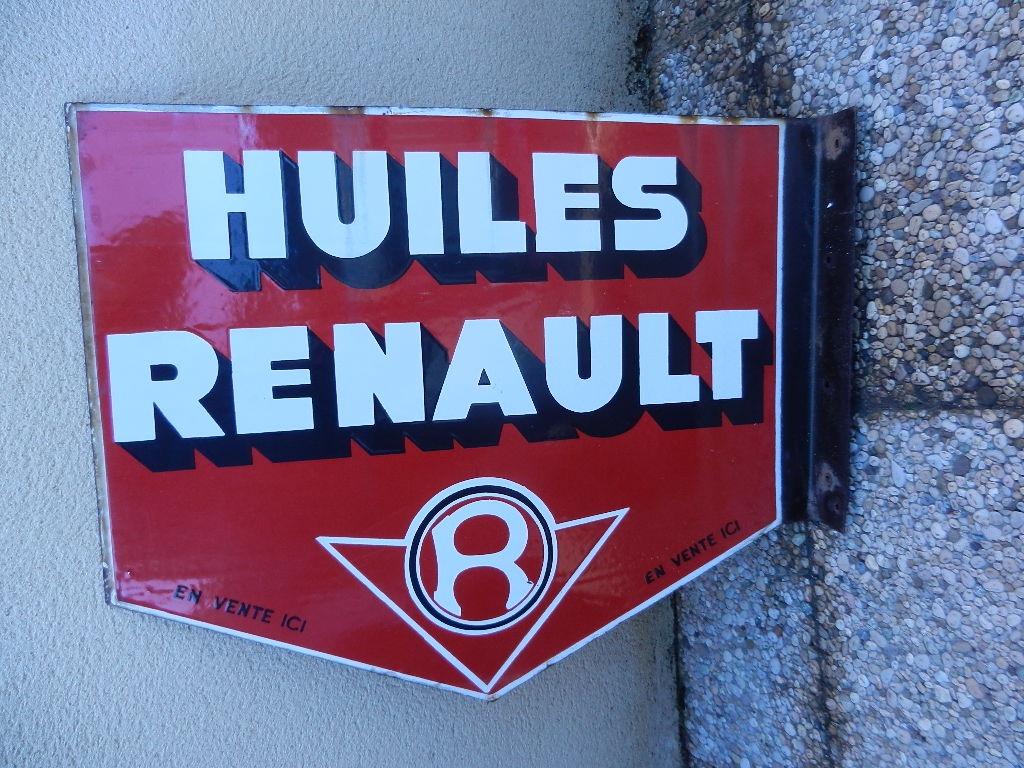 HUILES
RENAULT
R
EN VENTE ICI
EN VENTE ICI